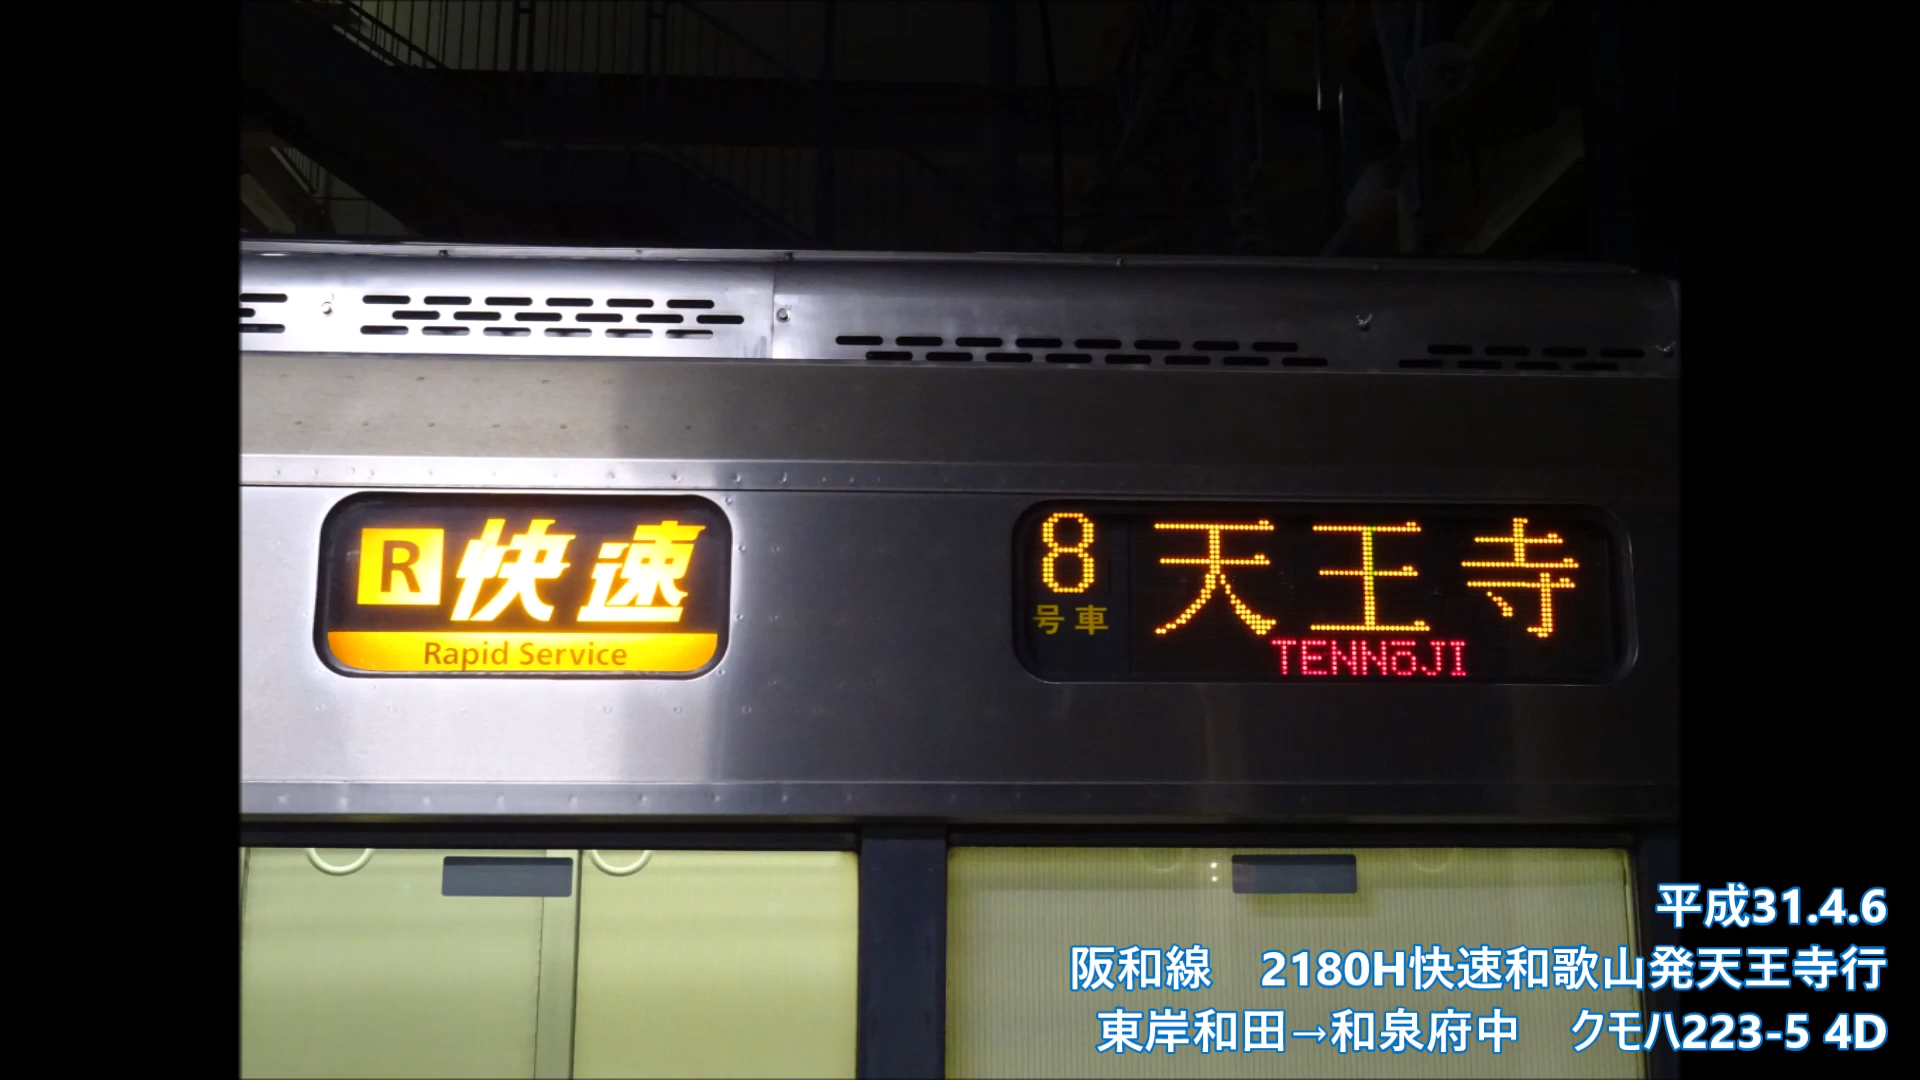 R 快速
Rapid Service
8 天王寺
号車
TENNŌJI
平成31.4.6
阪和線　2180H快速和歌山発天王寺行
東岸和田→和泉府中　クモハ223-5 4D